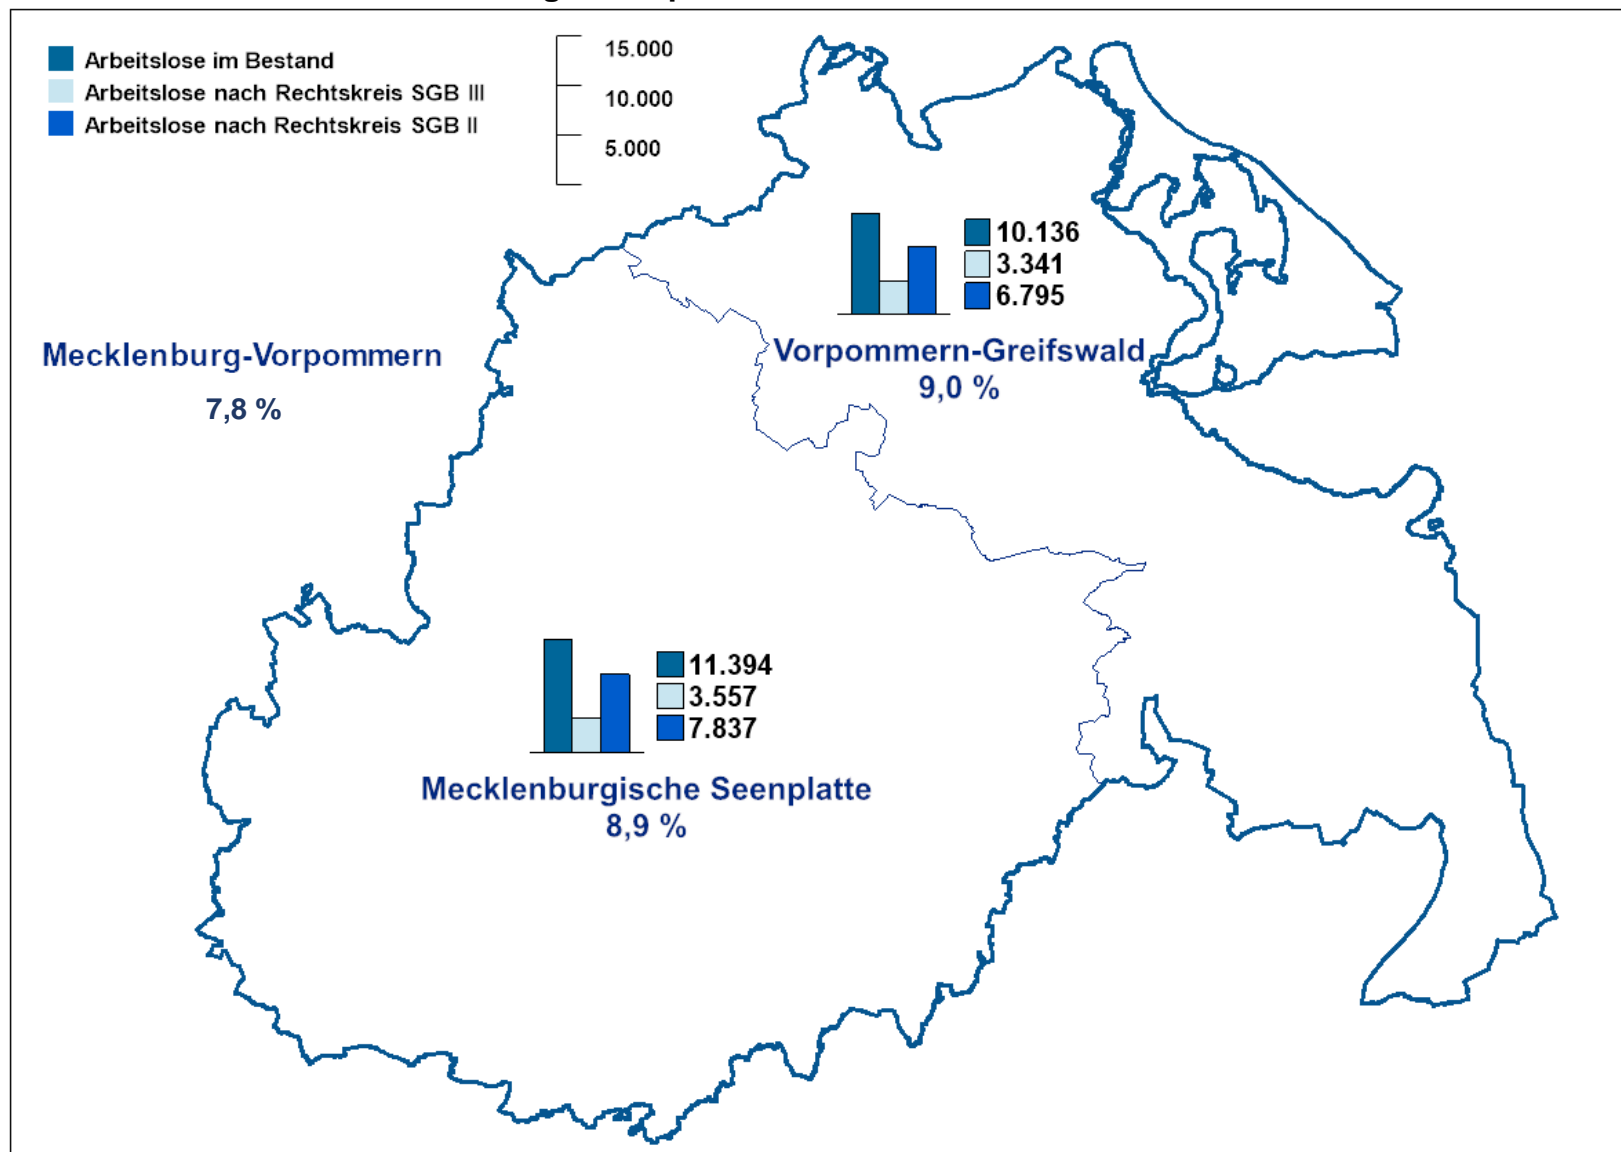 Arbeitslose im Bestand
Arbeitslose nach Rechtskreis SGB III
Arbeitslose nach Rechtskreis SGB II
15.000
10.000
5.000
10.136
3.341
6.795
Vorpommern-Greifswald
9,0 %
Mecklenburg-Vorpommern
7,8 %
11.394
3.557
7.837
Mecklenburgische Seenplatte
8,9 %